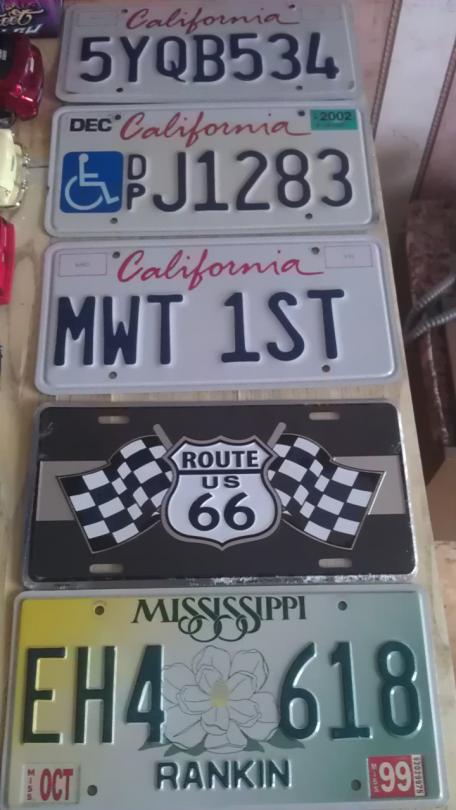 California
5YQB534
DEC California 2002
DP J1283
California
MWT 1ST
ROUTE
US
66
MISSISSIPPI
EH4 618
RANKIN
MISS OCT 99